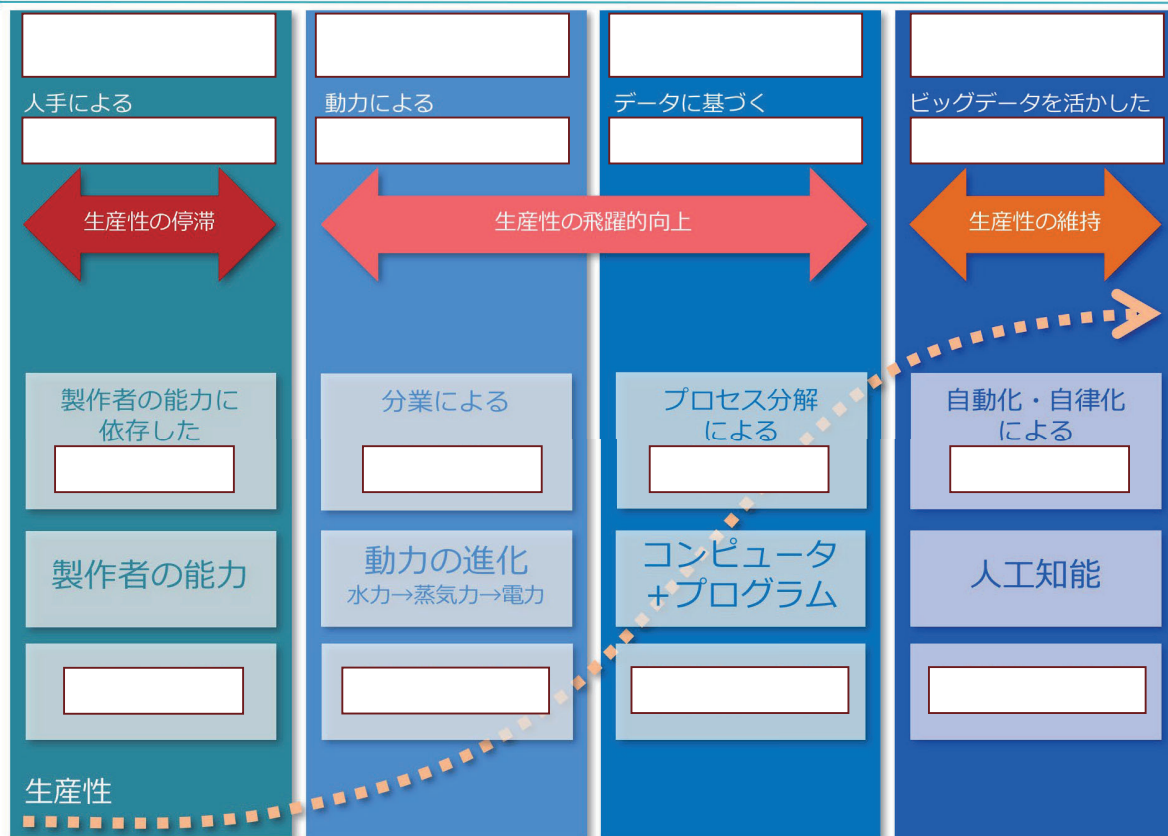 人手による
動力による
データに基づく
ビッグデータを活かした
生産性の停滞
生産性の飛躍的向上
生産性の維持
製作者の能力に
依存した
分業による
プロセス分解
による
自動化・自律化
による
製作者の能力
動力の進化
水力→蒸気力→電力
コンピュータ
+プログラム
人工知能
生産性